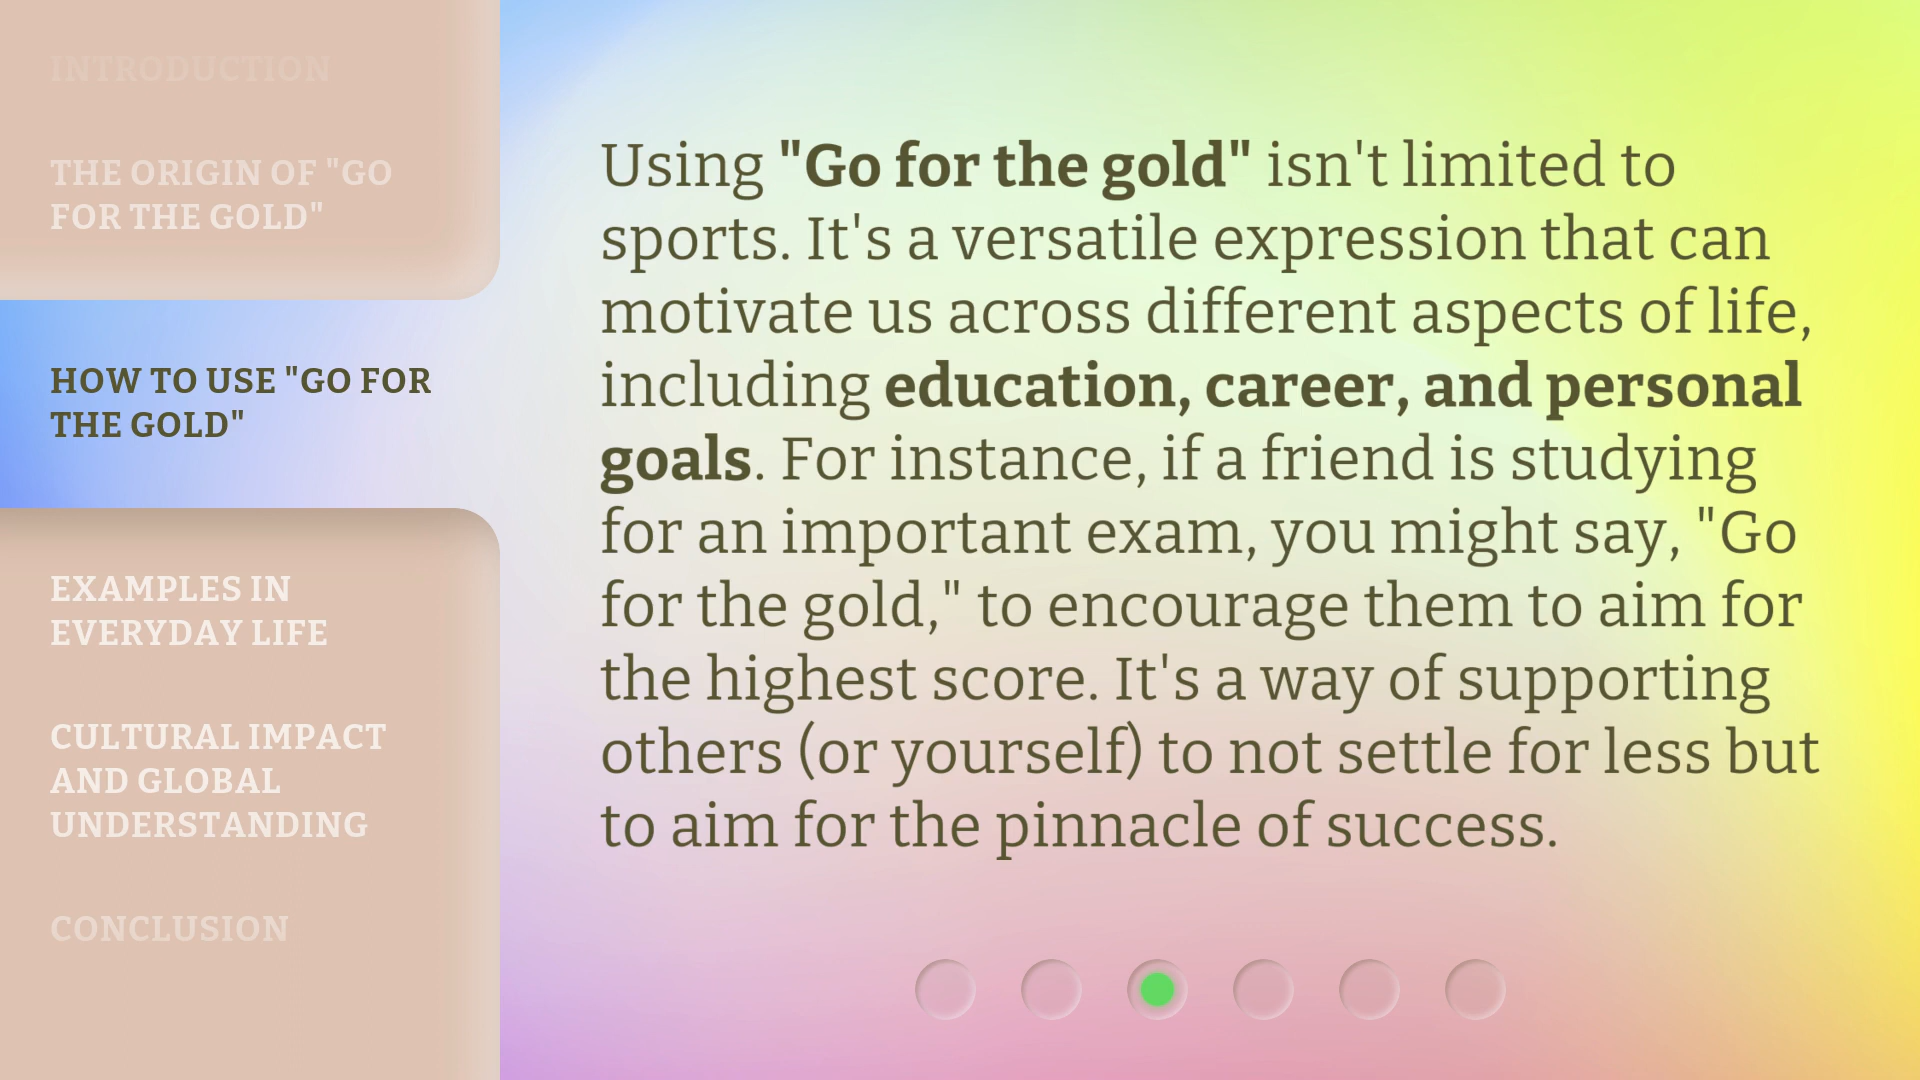 INTRODUCTION
THE ORIGIN OF "GO
FOR THE GOLD"
HOW TO USE "GO FOR
THE GOLD"
EXAMPLES IN
EVERYDAY LIFE
CULTURAL IMPACT
AND GLOBAL
UNDERSTANDING
CONCLUSION
Using "Go for the gold" isn't limited to
sports. It's a versatile expression that can
motivate us across different aspects of life,
including education, career, and personal
goals. For instance, if a friend is studying
for an important exam, you might say, "Go
for the gold," to encourage them to aim for
the highest score. It's a way of supporting
others (or yourself) to not settle for less but
to aim for the pinnacle of success.